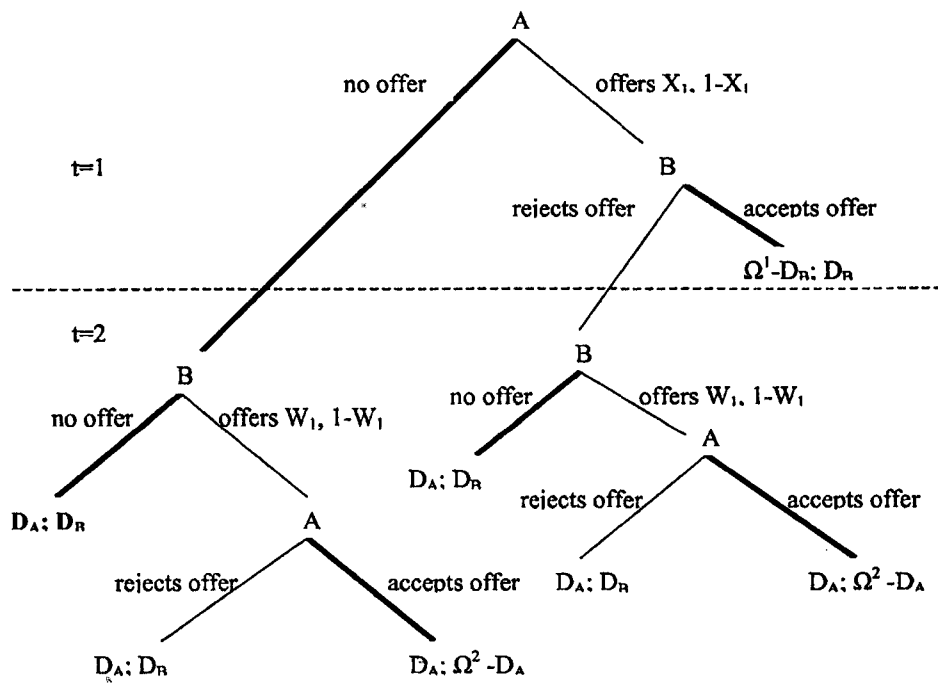 A
no offer
offers X₁, 1-X₁
t=1
B
rejects offer
accepts offer
Ω¹-D_B; D_B
t=2
B
B
no offer
offers W₁, 1-W₁
no offer
offers W₁, 1-W₁
A
D_A; D_B
rejects offer
accepts offer
D_A; D_B
A
D_A; D_B
D_A; Ω² -D_A
rejects offer
accepts offer
D_A; D_B
D_A; Ω² -D_A